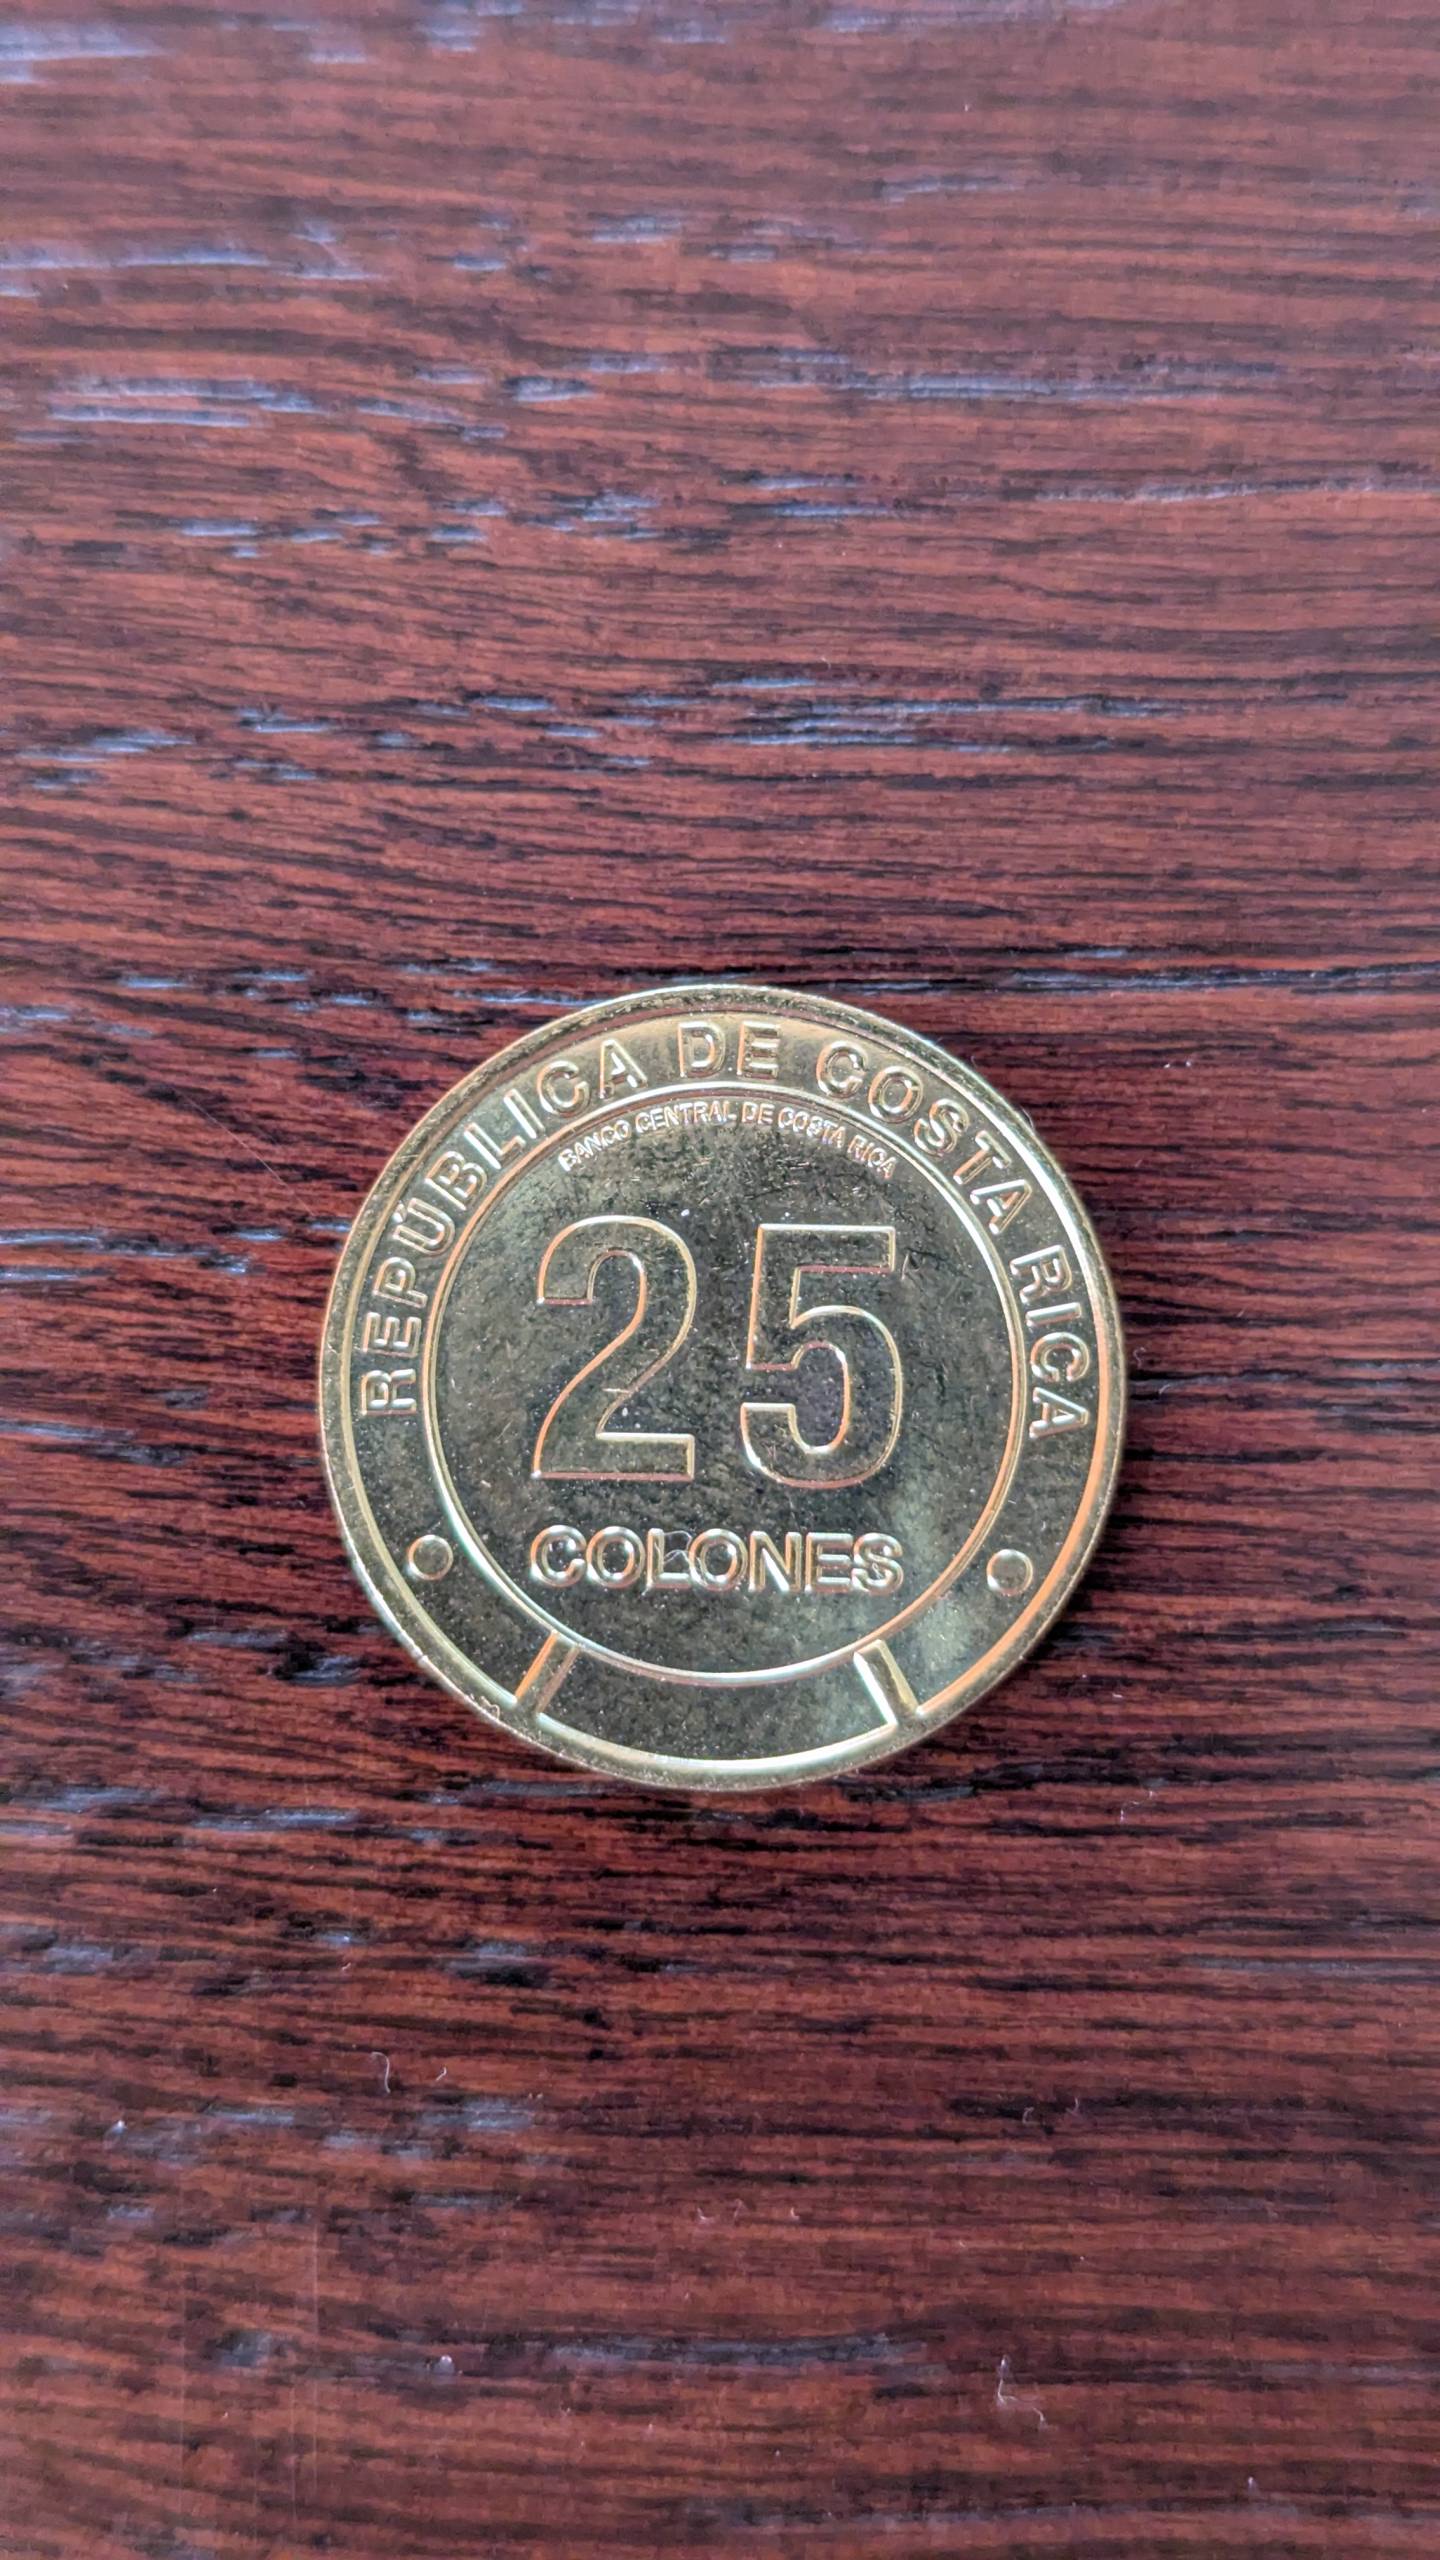 REPÚBLICA DE COSTA RICA
BANCO CENTRAL DE COSTA RICA
25
COLONES